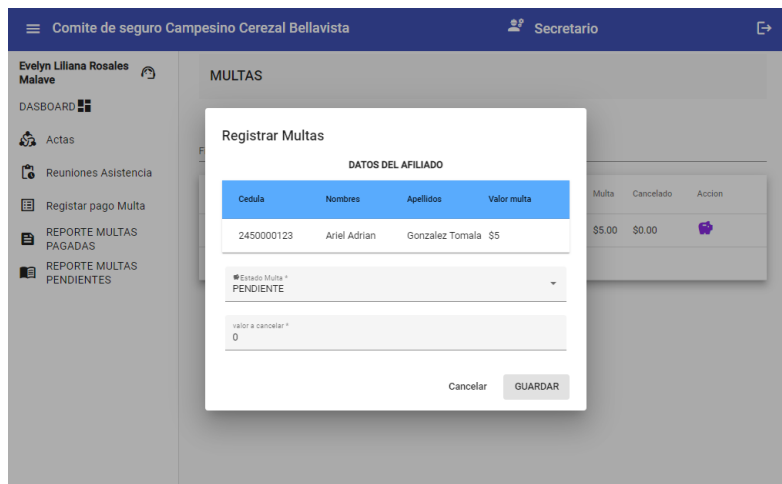 Comite de seguro Campesino Cerezal Bellavista
Secretario
Evelyn Liliana Rosales
Malave
DASBOARD
Actas
Reuniones Asistencia
Registar pago Multa
REPORTE MULTAS
PAGADAS
REPORTE MULTAS
PENDIENTES
MULTAS
F
Multa Cancelado Accion
$5.00 $0.00
Registrar Multas
DATOS DEL AFILIADO
Cedula Nombres Apellidos Valor multa
2450000123 Ariel Adrian Gonzalez Tomala $5
Estado Multa *
PENDIENTE
valor a cancelar *
0
Cancelar GUARDAR